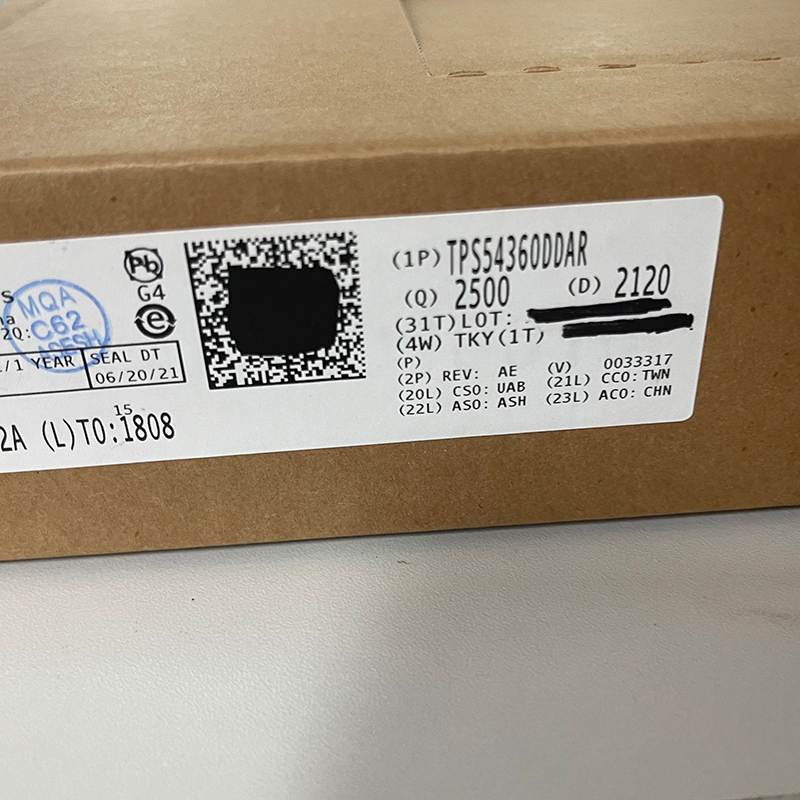 Pb
G4
e
MQA
C62
2Q:
/1 YEAR
SEAL DT
06/20/21
15
2A (L)TO:1808
(1P) TPS54360DDAR
(Q) 2500 (D) 2120
(31T)LOT:
(4W) TKY(1T)
(P)
(2P) REV: AE (V) 0033317
(20L) CSO: UAB (21L) CCO:TWN
(22L) ASO: ASH (23L) ACO: CHN